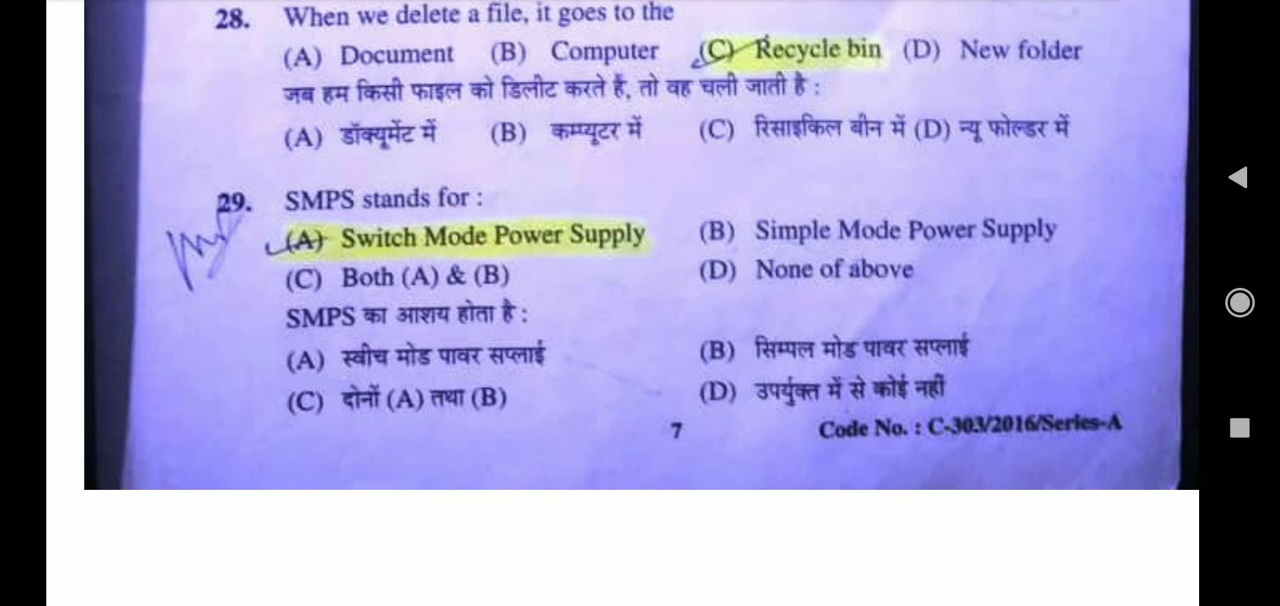 28. When we delete a file, it goes to the
(A) Document (B) Computer (C) Recycle bin (D) New folder
जब हम किसी फाइल को डिलीट करते हैं, तो वह चली जाती है :
(A) डॉक्यूमेंट में (B) कम्प्यूटर में (C) रिसाइकिल बीन में (D) न्यू फोल्डर में
29. SMPS stands for :
(A) Switch Mode Power Supply (B) Simple Mode Power Supply
(C) Both (A) & (B) (D) None of above
SMPS का आशय होता है :
(A) स्वीच मोड पावर सप्लाई (B) सिम्पल मोड पावर सप्लाई
(C) दोनों (A) तथा (B) (D) उपर्युक्त में से कोई नहीं
7 Code No. : C-303/2016/Series-A